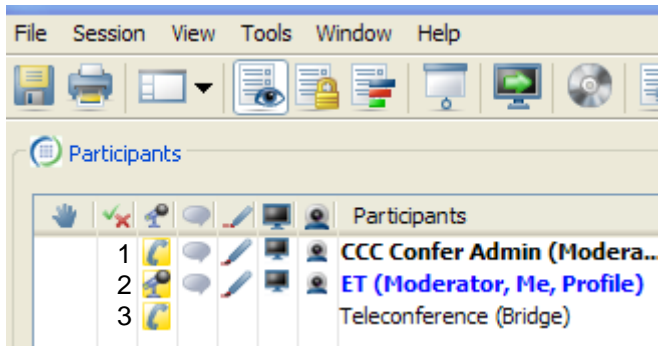 File Session View Tools Window Help
Participants
Participants
1 CCC Confer Admin (Modera...
2 ET (Moderator, Me, Profile)
3 Teleconference (Bridge)